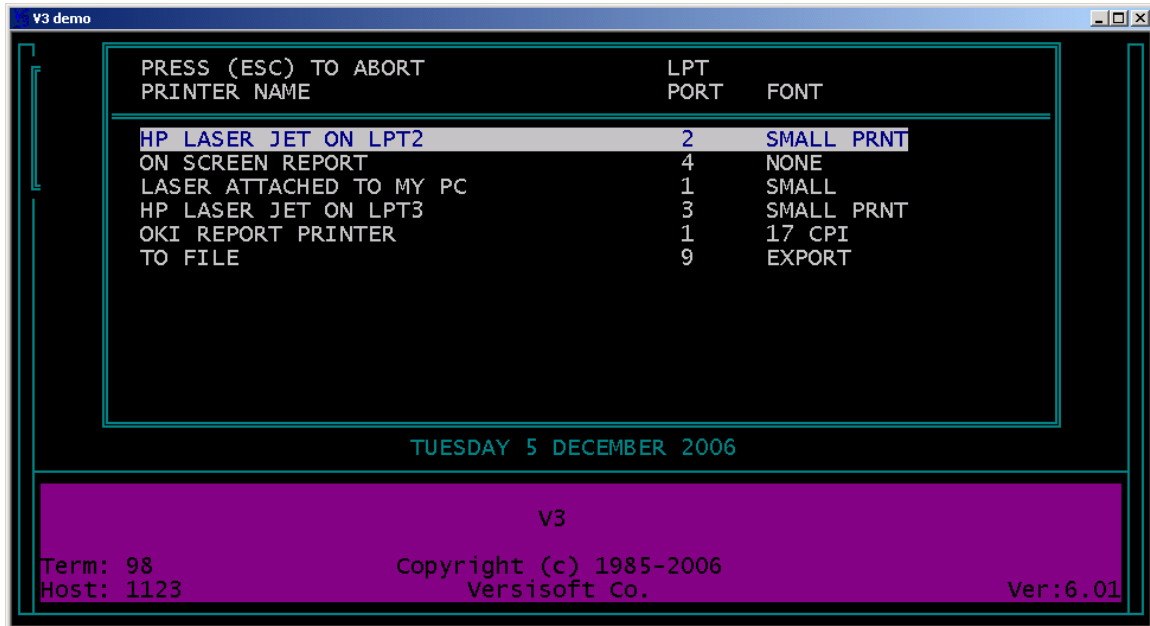 V3 demo
PRESS (ESC) TO ABORT LPT
PRINTER NAME PORT FONT
HP LASER JET ON LPT2 2 SMALL PRNT
ON SCREEN REPORT 4 NONE
LASER ATTACHED TO MY PC 1 SMALL
HP LASER JET ON LPT3 3 SMALL PRNT
OKI REPORT PRINTER 1 17 CPI
TO FILE 9 EXPORT
TUESDAY 5 DECEMBER 2006
V3
Term: 98 Copyright (c) 1985-2006
Host: 1123 Versisoft Co. Ver:6.01